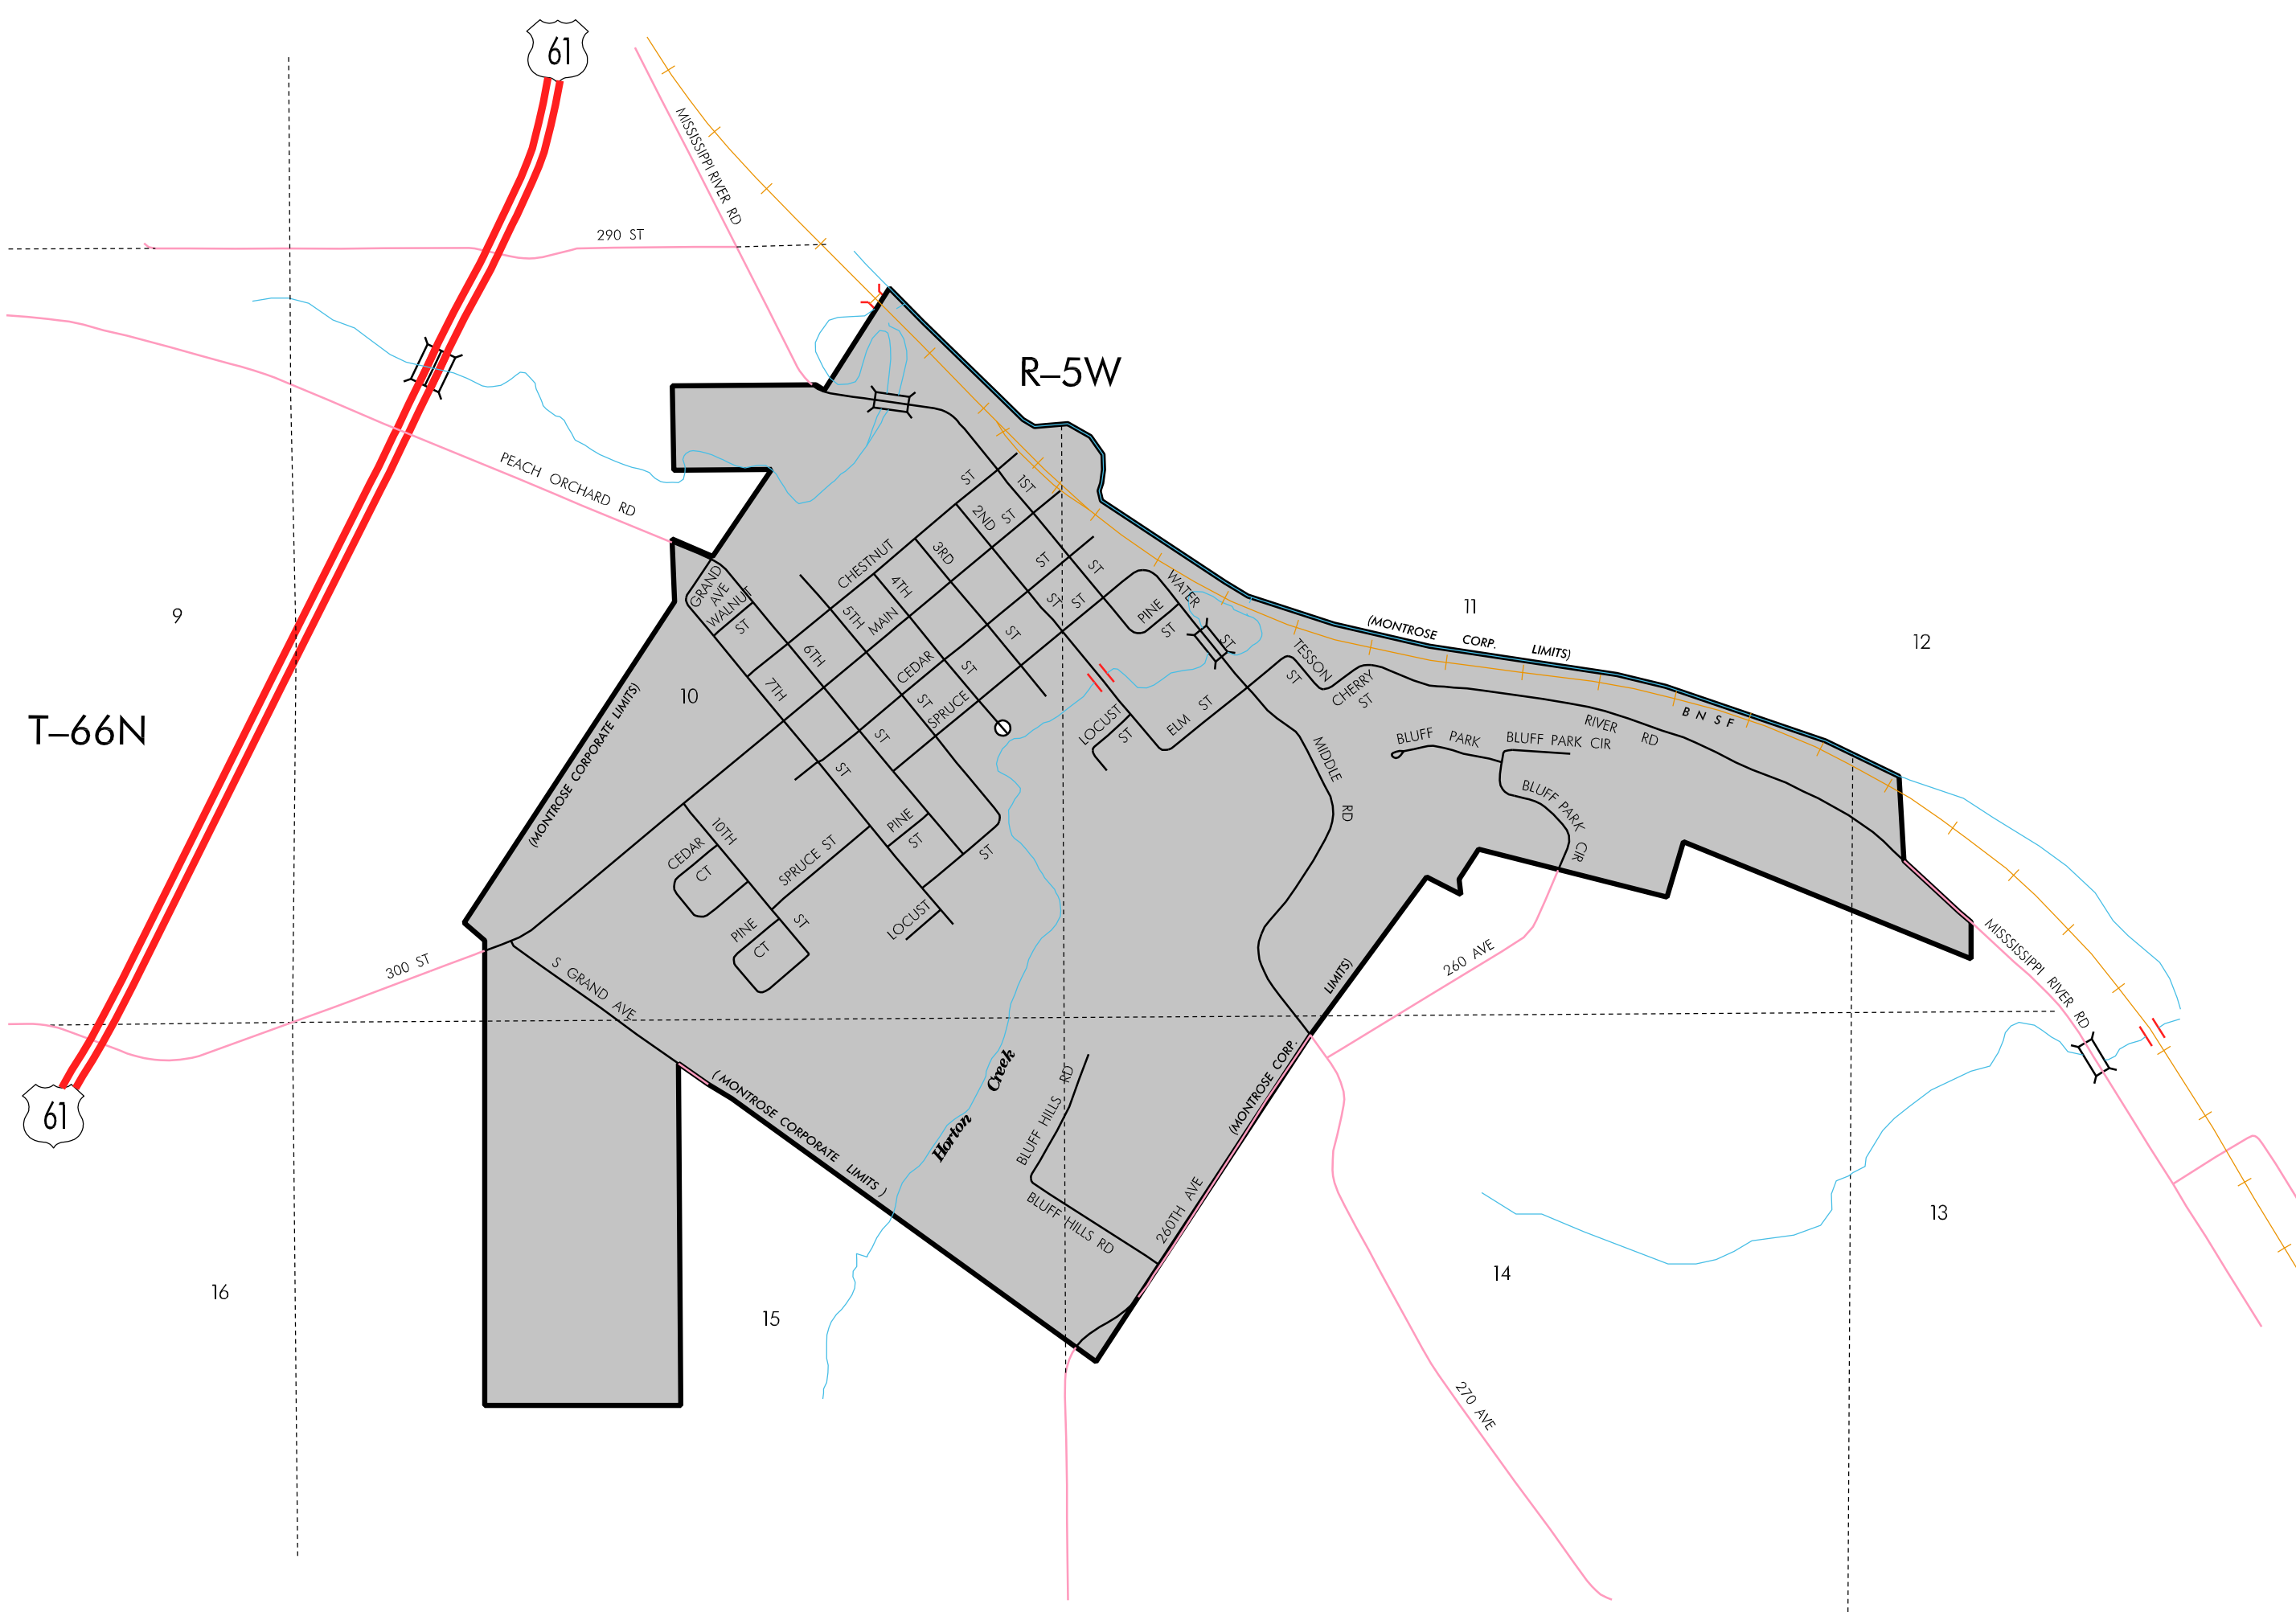 61
MISSISSIPPI RIVER RD
290 ST
R–5W
PEACH ORCHARD RD
ST
1ST
ST
2ND ST
3RD
ST
CHESTNUT
4TH
ST
5TH
MAIN
ST
GRAND
AVE
WALNUT
ST
WATER
ST
PINE
ST
9
11
12
(MONTROSE CORP. LIMITS)
6TH
ST
ST
TESSON
ST
CHERRY
ST
7TH
CEDAR
ST
ST
SPRUCE
10
T–66N
(MONTROSE CORPORATE LIMITS)
LOCUST
ST
ELM ST
RIVER RD
BNSF
BLUFF PARK
BLUFF PARK CIR
BLUFF PARK CIR
MIDDLE RD
ST
ST
10TH
ST
PINE
ST
CEDAR
CT
SPRUCE ST
ST
LOCUST
PINE
CT
300 ST
S GRAND AVE
260 AVE
MISSSISSIPPI RIVER RD
(MONTROSE CORP. LIMITS)
61
(MONTROSE CORPORATE LIMITS)
Horton Creek
BLUFF HILLS RD
BLUFF HILLS RD
260TH AVE
13
14
16
15
270 AVE